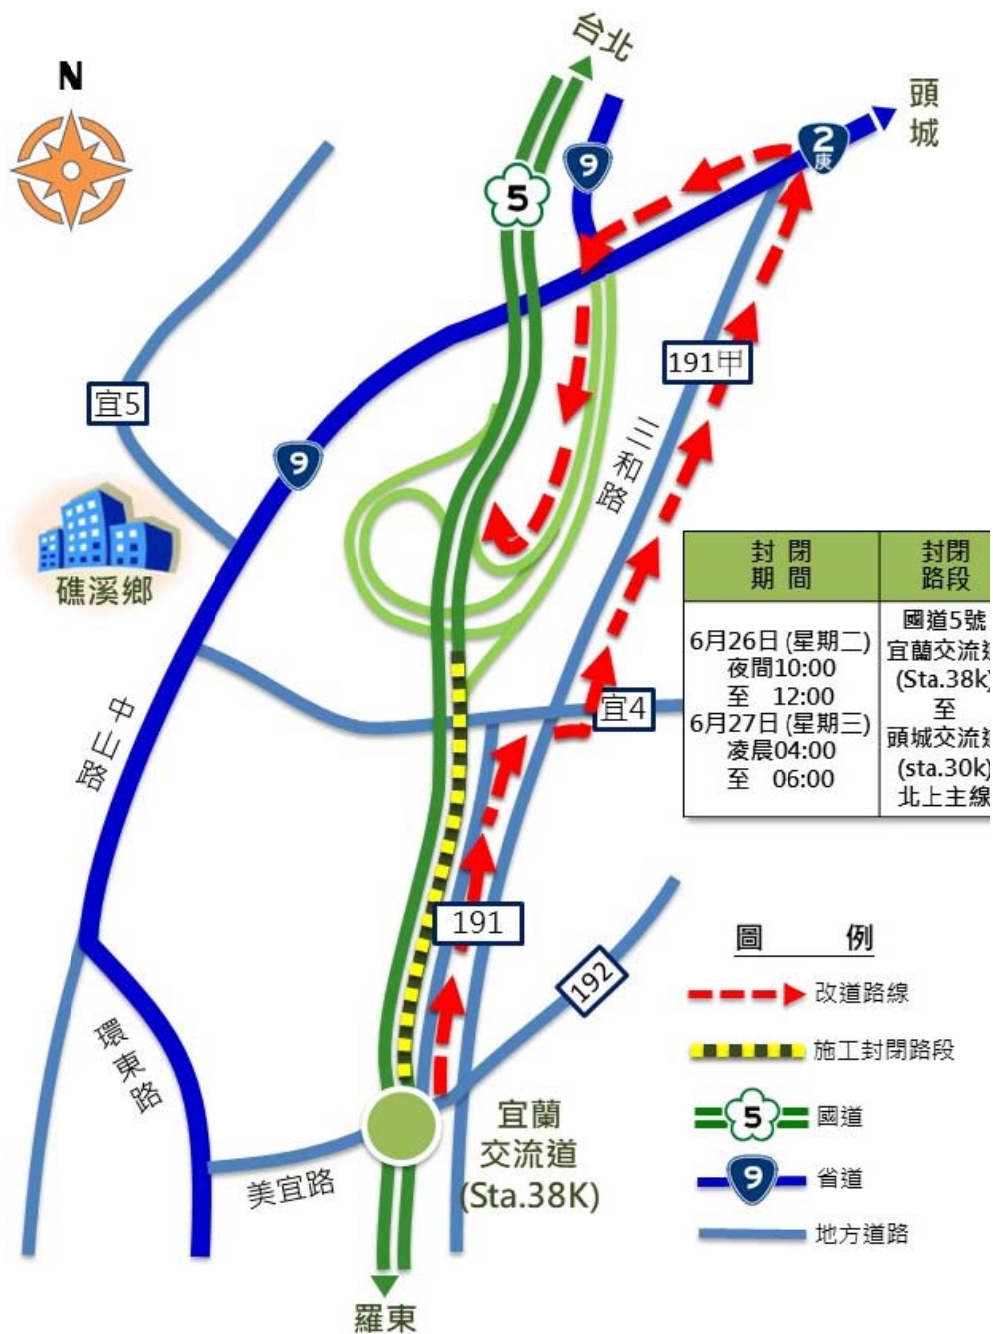 台北
N
頭
城
2
庚
9
5
191甲
宜5
三和路
9
礁溪鄉
封閉
期間
封閉
路段
6月26日 (星期二)
夜間10:00
至 12:00
6月27日 (星期三)
凌晨04:00
至 06:00
國道5號
宜蘭交流道
(Sta.38k)
至
頭城交流道
(sta.30k)
北上主線
宜4
中山路
191
192
環東路
宜蘭
交流道
(Sta.38K)
美宜路
羅東
圖 例
改道路線
施工封閉路段
5
國道
9
省道
地方道路